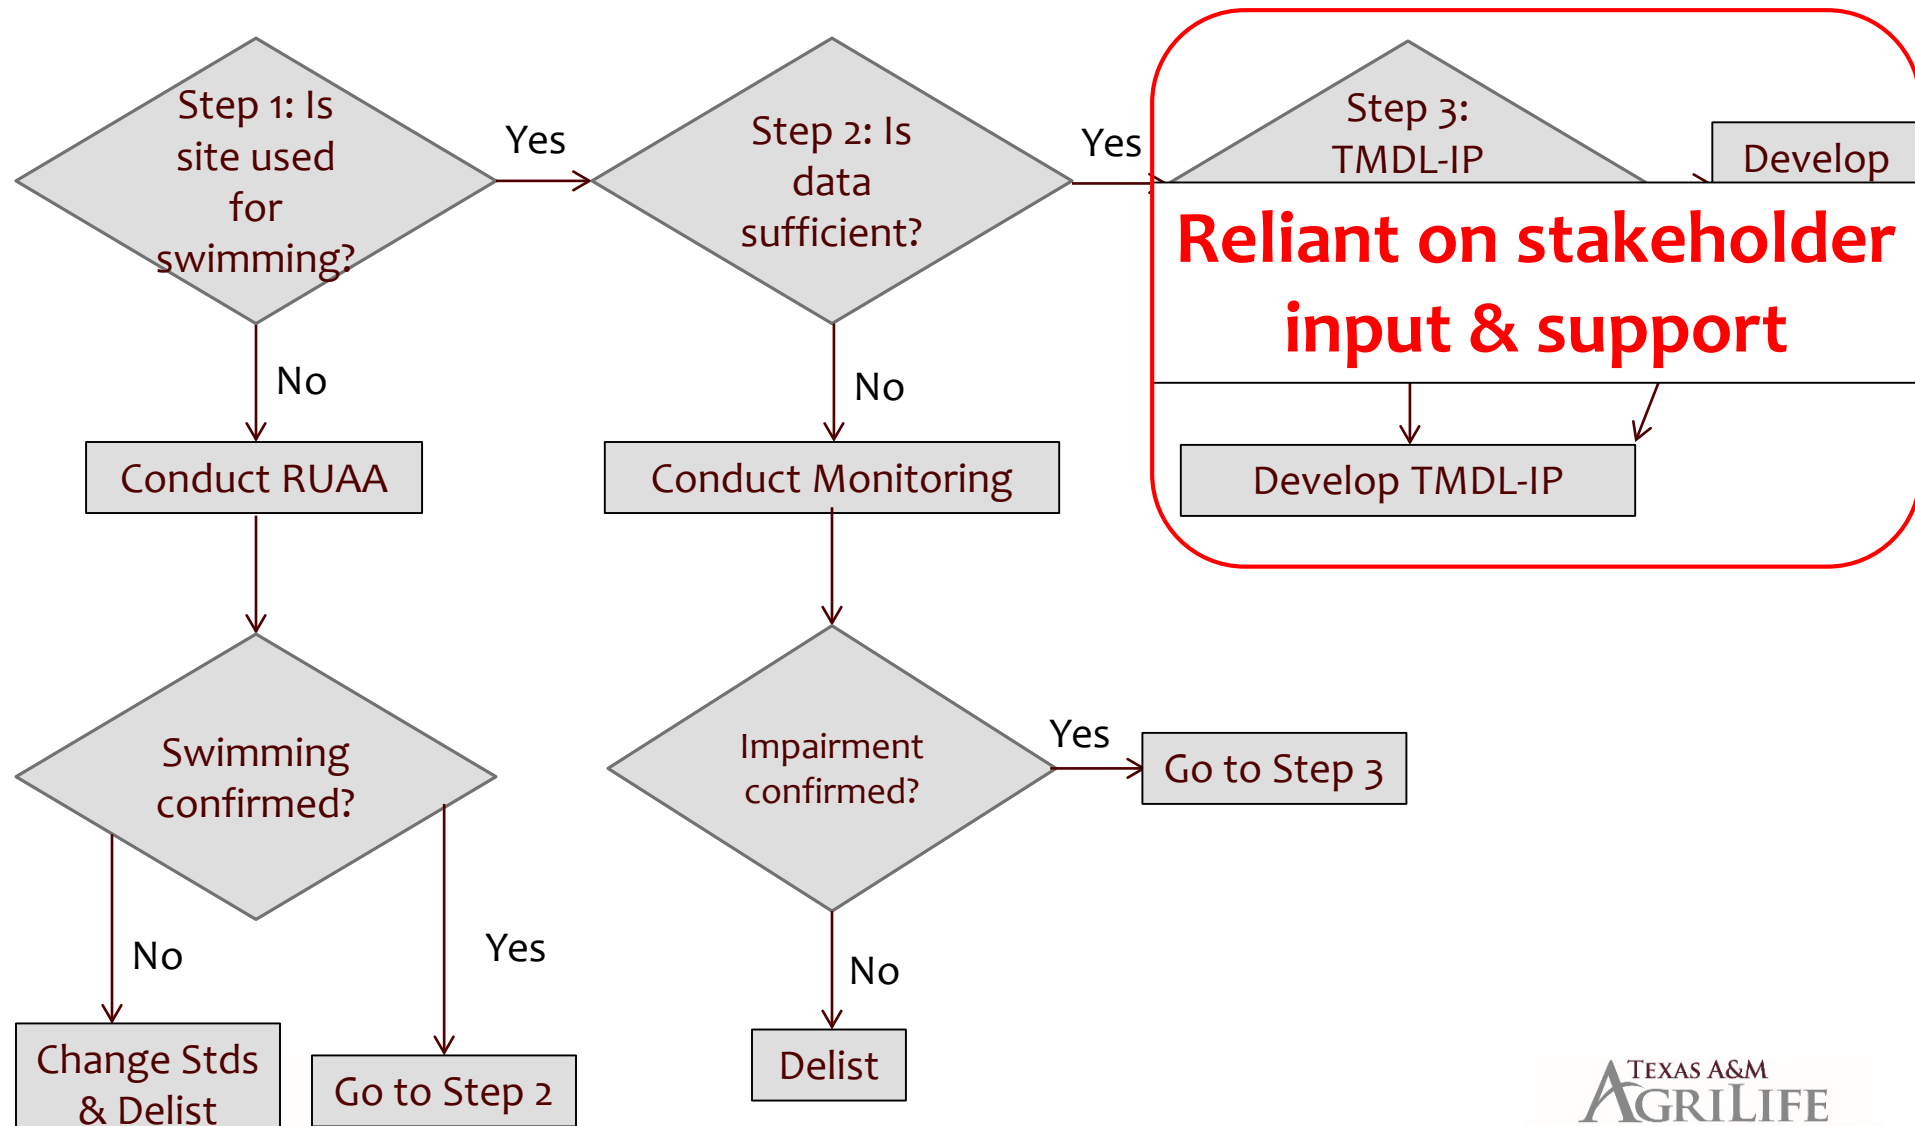 Step 1: Is
site used
for
swimming?
Yes
Step 2: Is
data
sufficient?
Yes
Step 3:
TMDL-IP
Develop
Reliant on stakeholder
input & support
No
No
Conduct RUAA
Conduct Monitoring
Develop TMDL-IP
Swimming
confirmed?
Impairment
confirmed?
Yes
Go to Step 3
No
Yes
No
Change Stds
& Delist
Go to Step 2
Delist
TEXAS A&M
AGRILIFE